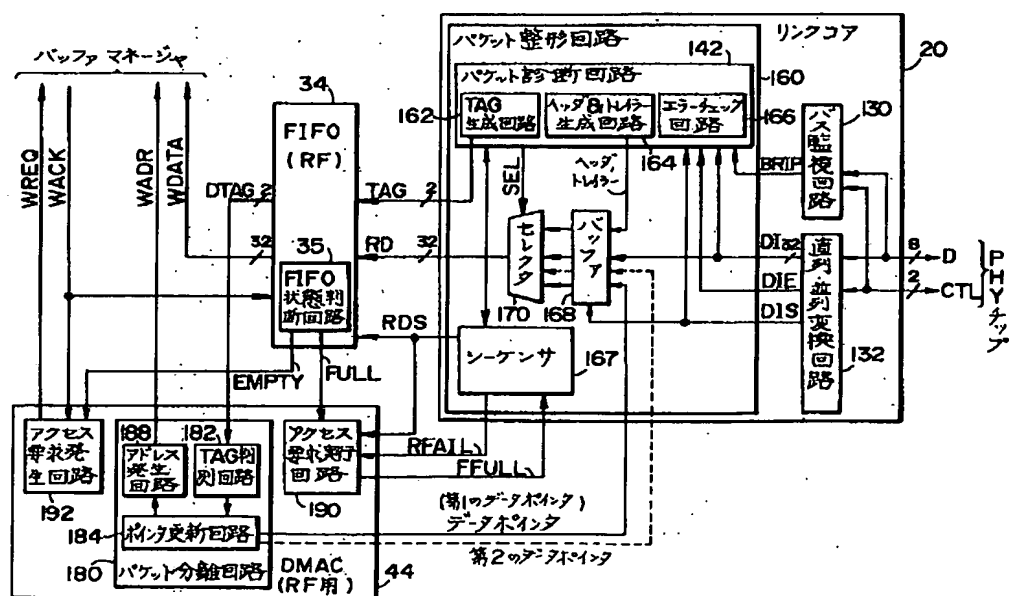 バッファ マネージャ
WREQ
WACK
WADR
WDATA
34
FIFO
(RF)
DTAG
2
TAG
2
32
RD
32
35
FIFO
状態判
断回路
RDS
EMPTY
FULL
リンクコア
20
パケット整形回路
142
160
パケット診断回路
162
TAG
生成回路
ヘッダ&トレイラー
生成回路
164
エラーチェック
回路
166
SEL
ヘッダ,
トレイラー
セレクタ
170
バッファ
168
シーケンサ
167
BRIP
バス監視回路
130
DI
32
DIE
DIS
直列・並列変換回路
132
8
D
2
CTL
PHYチップ
アクセス
要求発
生回路
192
188
アドレス
発生
回路
182
TAG判
別回路
184
ポインタ更新回路
180
パケット分離回路
アクセス
要求実行
回路
190
RFAIL
FFULL
(第1のデータポインタ)
データポインタ
第2のデータポインタ
DMAC
(RF用)
44